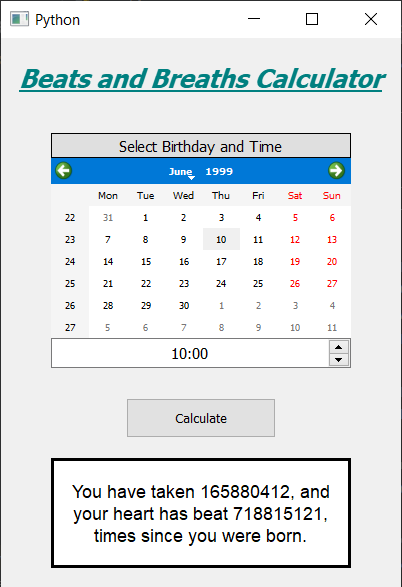 Python
Beats and Breaths Calculator
Select Birthday and Time
June 1999
Mon Tue Wed Thu Fri Sat Sun
22 31 1 2 3 4 5 6
23 7 8 9 10 11 12 13
24 14 15 16 17 18 19 20
25 21 22 23 24 25 26 27
26 28 29 30 1 2 3 4
27 5 6 7 8 9 10 11
10:00
Calculate
You have taken 165880412, and
your heart has beat 718815121,
times since you were born.